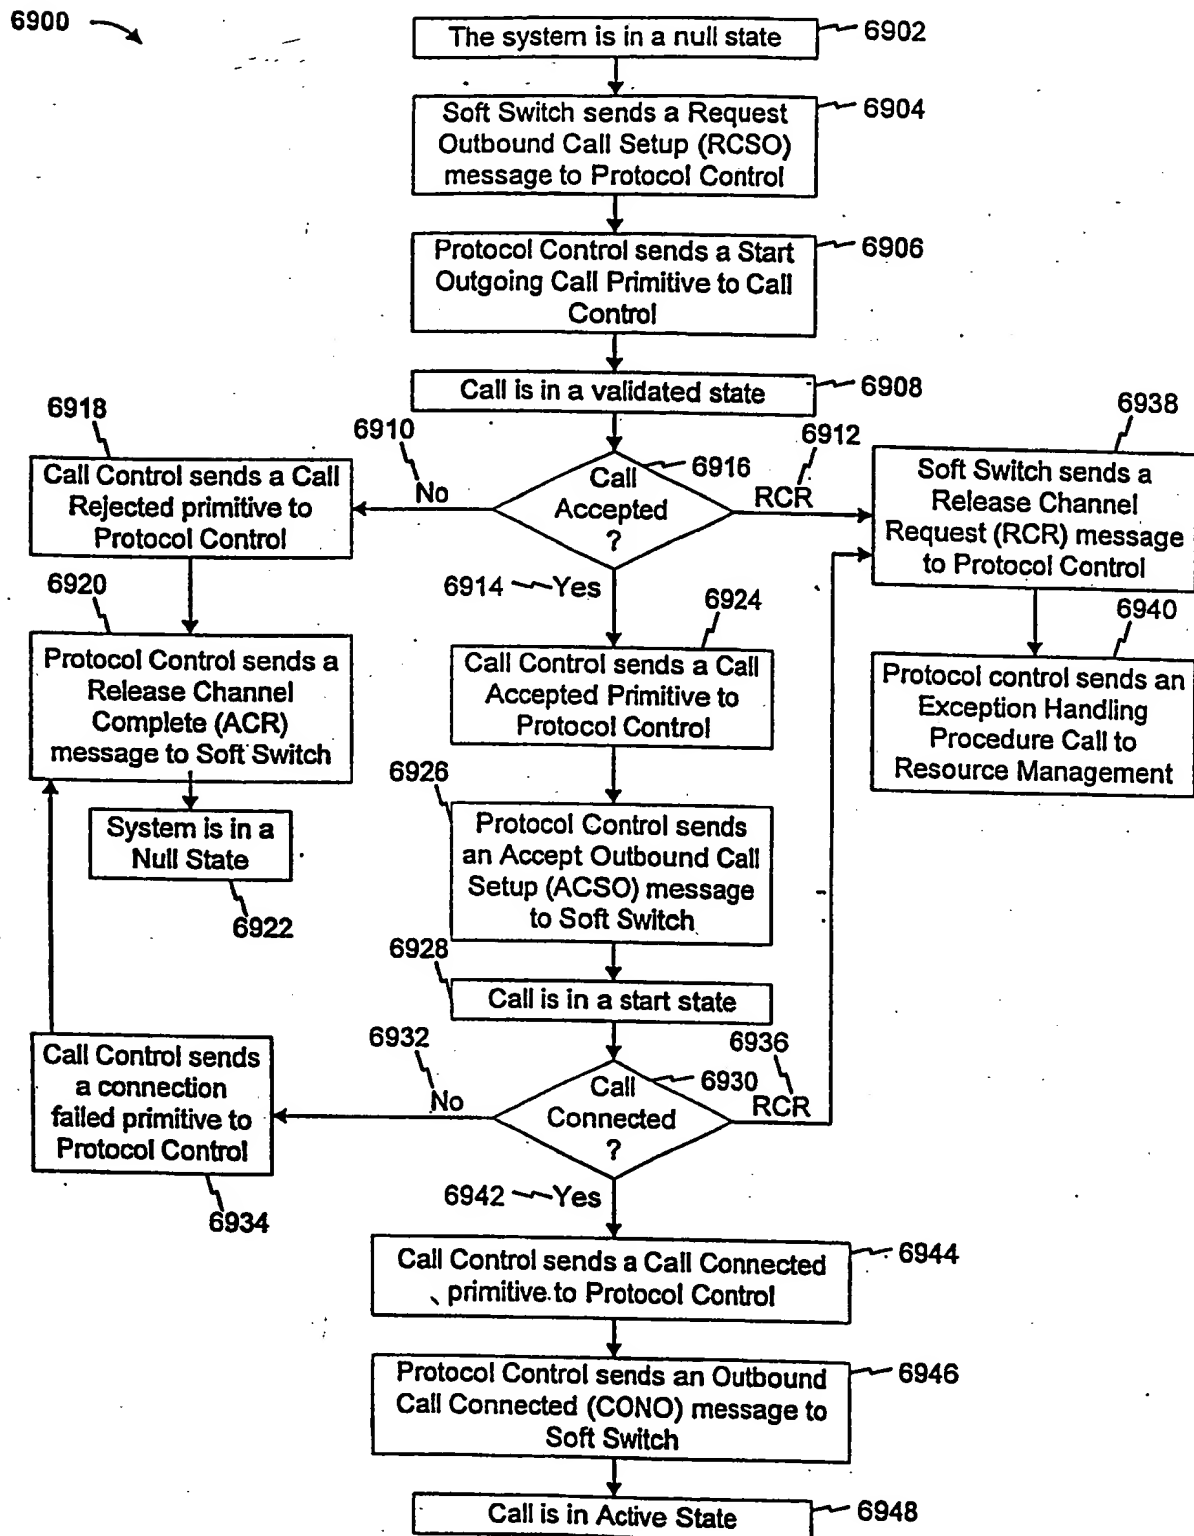 6900
The system is in a null state
6902
Soft Switch sends a Request
Outbound Call Setup (RCSO)
message to Protocol Control
6904
Protocol Control sends a Start
Outgoing Call Primitive to Call
Control
6906
Call is in a validated state
6908
6918
6910
6912
6938
Call Control sends a Call
Rejected primitive to
Protocol Control
No
Call
Accepted
?
6916
RCR
Soft Switch sends a
Release Channel
Request (RCR) message
to Protocol Control
6920
6914
Yes
6924
6940
Protocol Control sends a
Release Channel
Complete (ACR)
message to Soft Switch
Call Control sends a Call
Accepted Primitive to
Protocol Control
Protocol control sends an
Exception Handling
Procedure Call to
Resource Management
6926
System is in a
Null State
6922
Protocol Control sends
an Accept Outbound Call
Setup (ACSO) message
to Soft Switch
6928
Call is in a start state
6932
6936
Call Control sends
a connection
failed primitive to
Protocol Control
6934
No
Call
Connected
?
6930
RCR
6942
Yes
Call Control sends a Call Connected
primitive to Protocol Control
6944
Protocol Control sends an Outbound
Call Connected (CONO) message to
Soft Switch
6946
Call is in Active State
6948